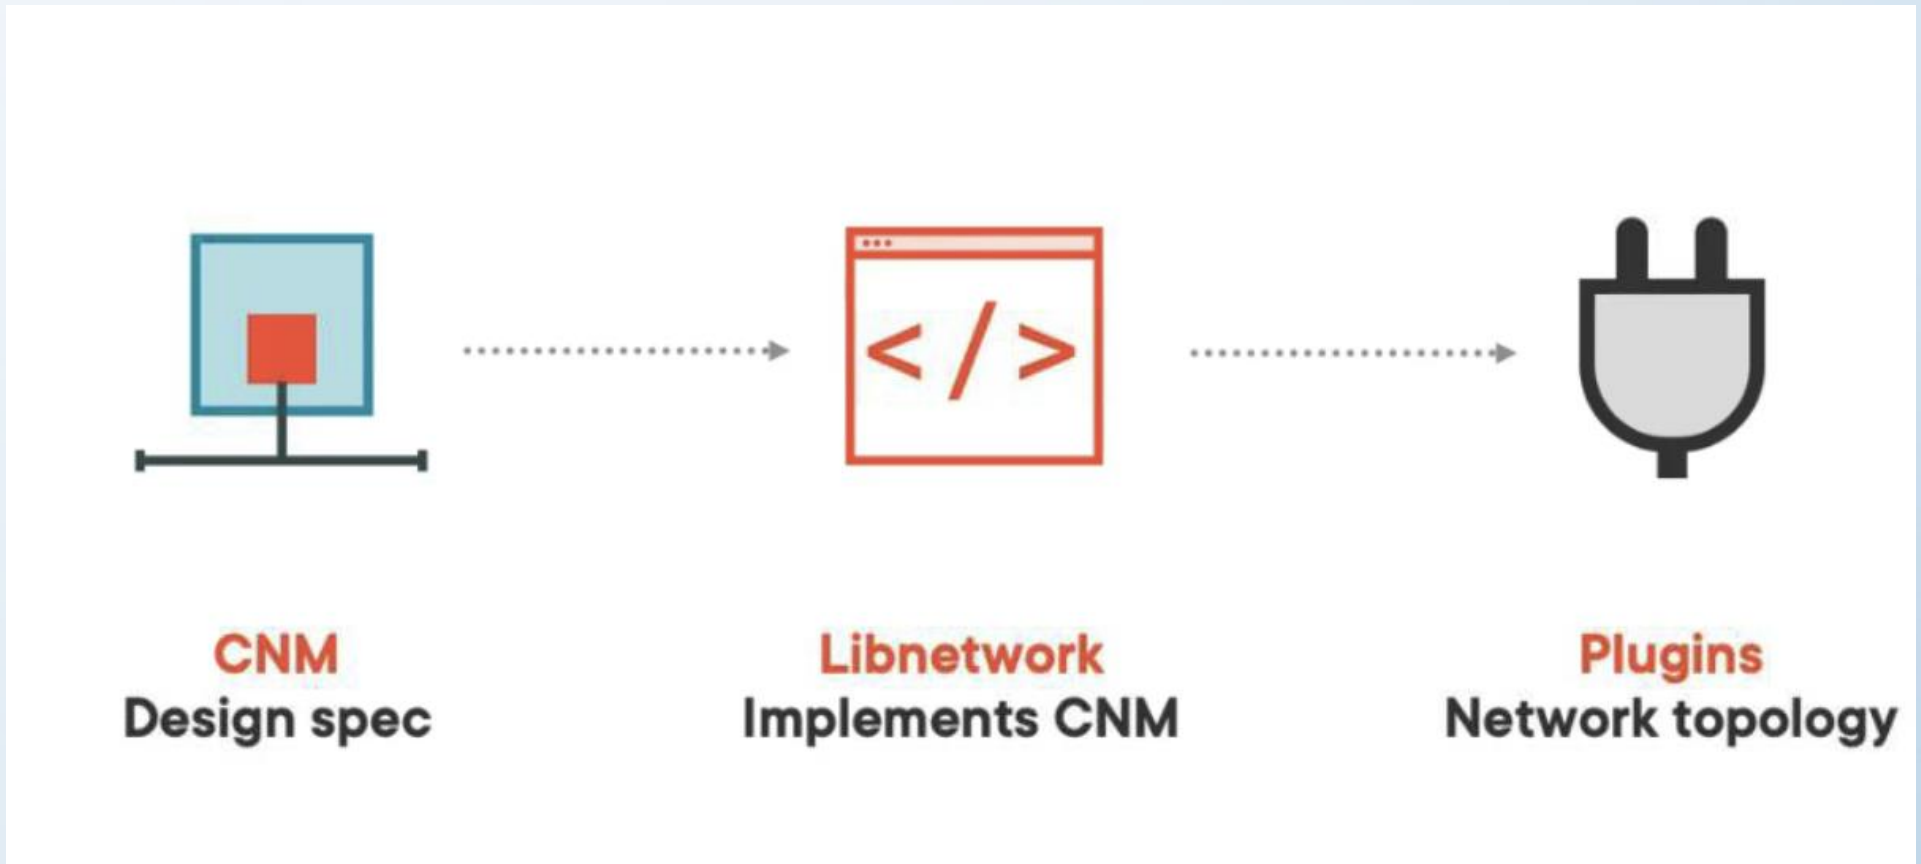 </>
CNM
Design spec
Libnetwork
Implements CNM
Plugins
Network topology